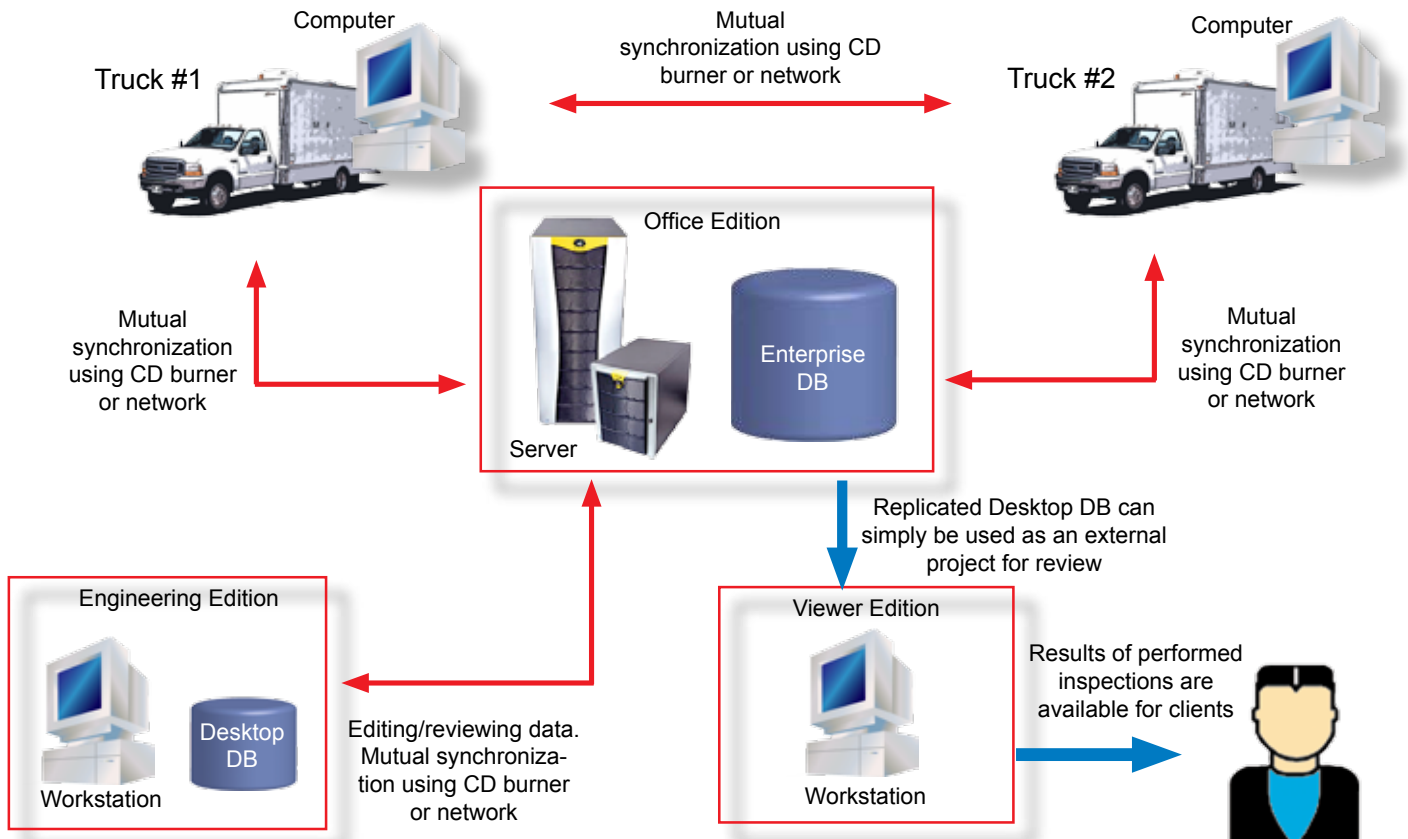 Computer
Truck #1
Mutual
synchronization using CD
burner or network
Computer
Truck #2
Office Edition
Enterprise
DB
Server
Mutual
synchronization
using CD burner
or network
Mutual
synchronization
using CD burner
or network
Replicated Desktop DB can
simply be used as an external
project for review
Engineering Edition
Desktop
DB
Workstation
Editing/reviewing data.
Mutual synchroniza-
tion using CD burner
or network
Viewer Edition
Workstation
Results of performed
inspections are
available for clients